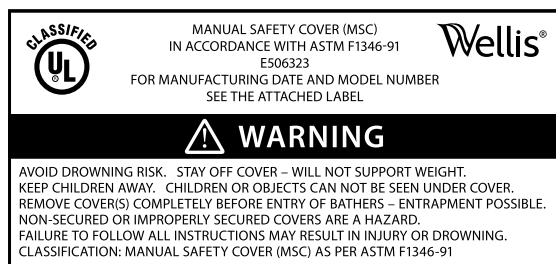 CLASSIFIED
UL
®
MANUAL SAFETY COVER (MSC)
IN ACCORDANCE WITH ASTM F1346-91
E506323
FOR MANUFACTURING DATE AND MODEL NUMBER
SEE THE ATTACHED LABEL
Wellis®
WARNING
AVOID DROWNING RISK. STAY OFF COVER – WILL NOT SUPPORT WEIGHT.
KEEP CHILDREN AWAY. CHILDREN OR OBJECTS CAN NOT BE SEEN UNDER COVER.
REMOVE COVER(S) COMPLETELY BEFORE ENTRY OF BATHERS – ENTRAPMENT POSSIBLE.
NON-SECURED OR IMPROPERLY SECURED COVERS ARE A HAZARD.
FAILURE TO FOLLOW ALL INSTRUCTIONS MAY RESULT IN INJURY OR DROWNING.
CLASSIFICATION: MANUAL SAFETY COVER (MSC) AS PER ASTM F1346-91